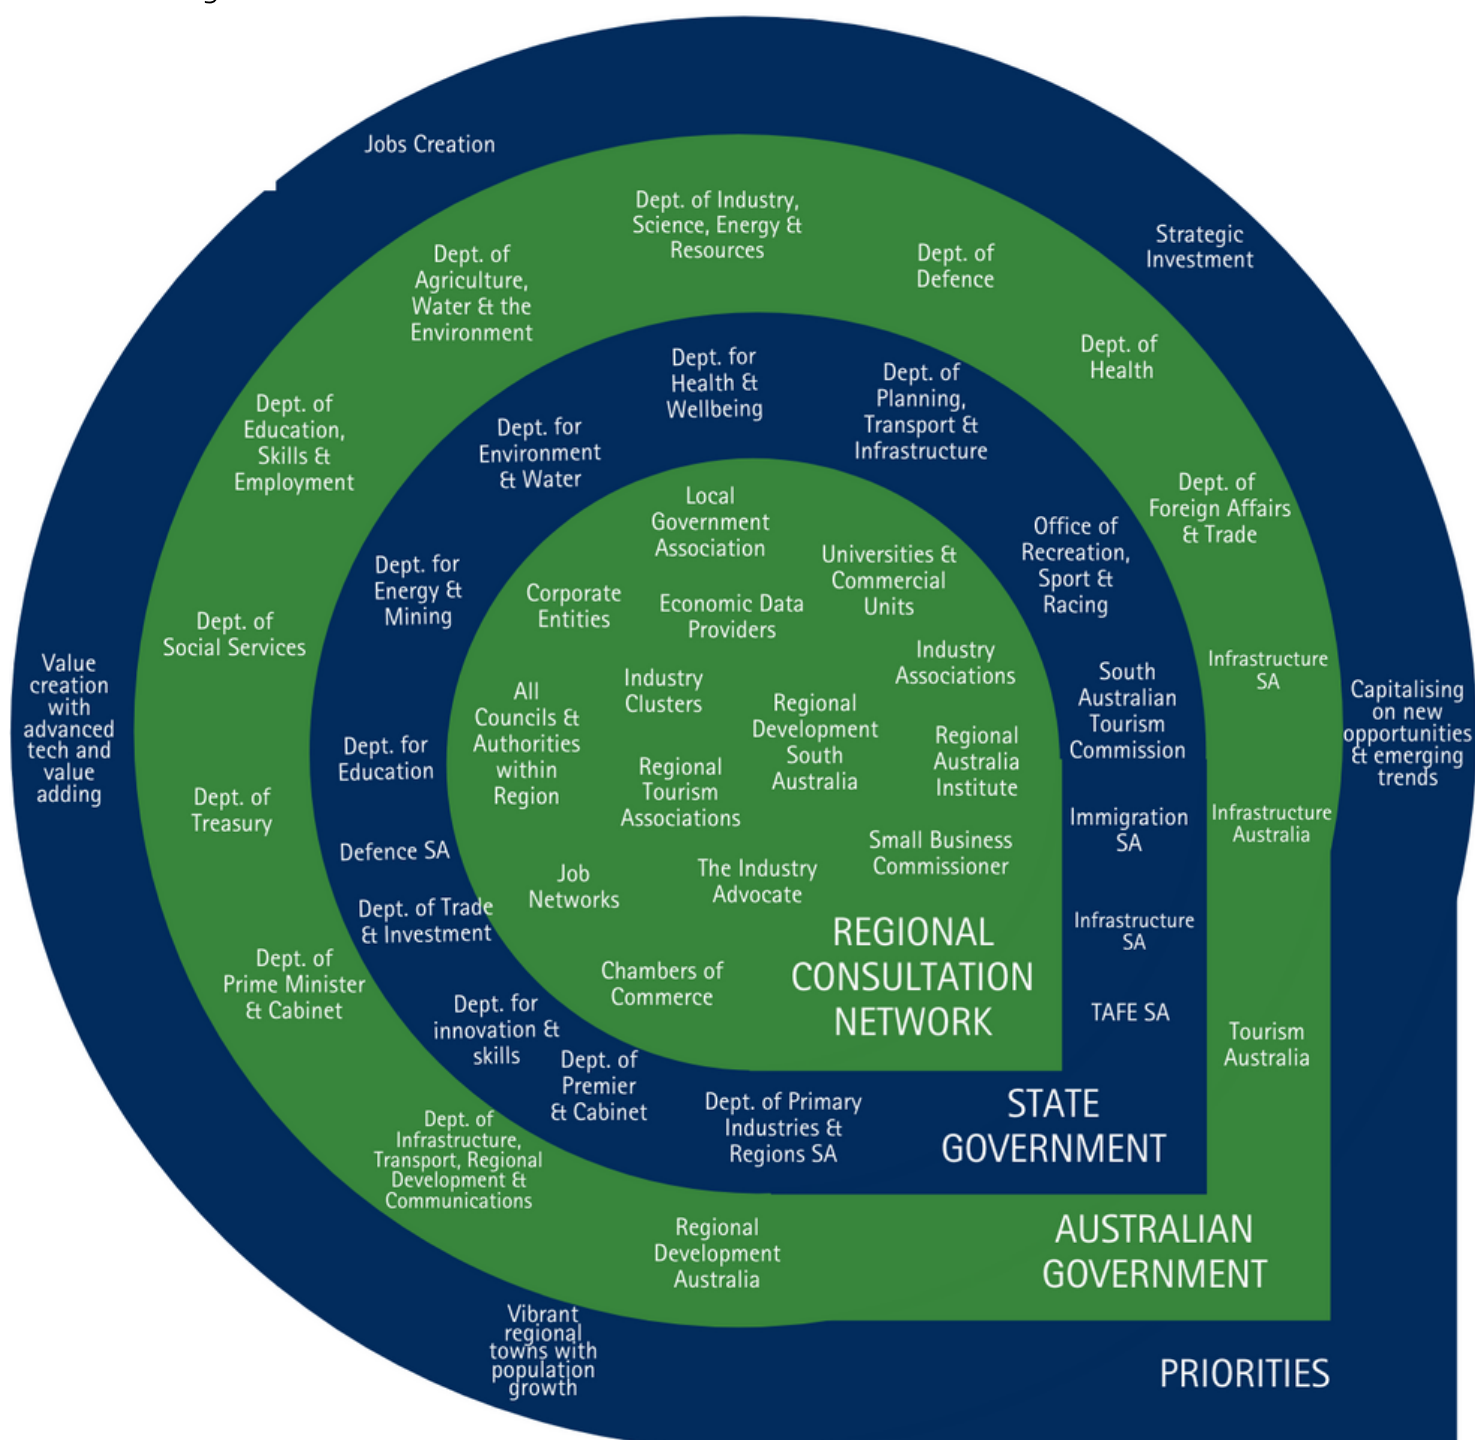 Jobs Creation
Strategic
Investment
Capitalising
on new
opportunities
& emerging
trends
Value
creation
with
advanced
tech and
value
adding
Vibrant
regional
towns with
population
growth
PRIORITIES
Dept. of Industry,
Science, Energy &
Resources
Dept. of
Defence
Dept. of
Health
Dept. of
Foreign Affairs
& Trade
Infrastructure
SA
Infrastructure
Australia
Tourism
Australia
Dept. of
Agriculture,
Water & the
Environment
Dept. of
Education,
Skills &
Employment
Dept. of
Social Services
Dept. of
Treasury
Dept. of
Prime Minister
& Cabinet
Dept. of
Infrastructure,
Transport, Regional
Development &
Communications
Regional
Development
Australia
AUSTRALIAN
GOVERNMENT
Dept. for
Health &
Wellbeing
Dept. of
Planning,
Transport &
Infrastructure
Office of
Recreation,
Sport &
Racing
South
Australian
Tourism
Commission
Immigration
SA
Infrastructure
SA
TAFE SA
Dept. for
Environment
& Water
Dept. for
Energy &
Mining
Dept. for
Education
Defence SA
Dept. of Trade
& Investment
Dept. for
innovation &
skills
Dept. of
Premier
& Cabinet
Dept. of Primary
Industries &
Regions SA
STATE
GOVERNMENT
Local
Government
Association
Universities &
Commercial
Units
Corporate
Entities
Economic Data
Providers
Industry
Associations
Industry
Clusters
All
Councils &
Authorities
within
Region
Regional
Development
South
Australia
Regional
Australia
Institute
Regional
Tourism
Associations
Small Business
Commissioner
The Industry
Advocate
Job
Networks
Chambers of
Commerce
REGIONAL
CONSULTATION
NETWORK